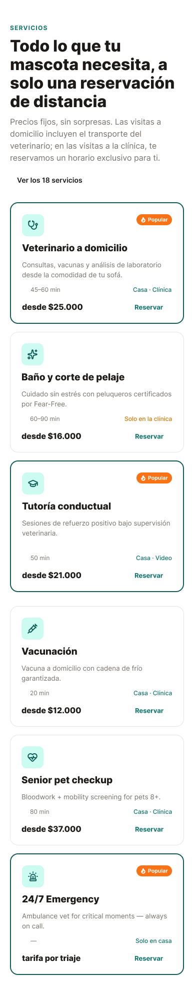 SERVICIOS
Todo lo que tu
mascota necesita, a
solo una reservación
de distancia
Precios fijos, sin sorpresas. Las visitas a
domicilio incluyen el transporte del
veterinario; en las visitas a la clínica, te
reservamos un horario exclusivo para ti.
Ver los 18 servicios
Popular
Veterinario a domicilio
Consultas, vacunas y análisis de laboratorio
desde la comodidad de tu sofá.
45–60 min
Casa · Clínica
desde $25.000
Reservar
Baño y corte de pelaje
Cuidado sin estrés con peluqueros certificados
por Fear-Free.
60–90 min
Solo en la clínica
desde $16.000
Reservar
Popular
Tutoría conductual
Sesiones de refuerzo positivo bajo supervisión
veterinaria.
50 min
Casa · Video
desde $21.000
Reservar
Vacunación
Vacuna a domicilio con cadena de frío
garantizada.
20 min
Casa · Clínica
desde $12.000
Reservar
Senior pet checkup
Bloodwork + mobility screening for pets 8+.
80 min
Casa · Clínica
desde $37.000
Reservar
Popular
24/7 Emergency
Ambulance vet for critical moments — always
on call.
—
Solo en casa
tarifa por triaje
Reservar